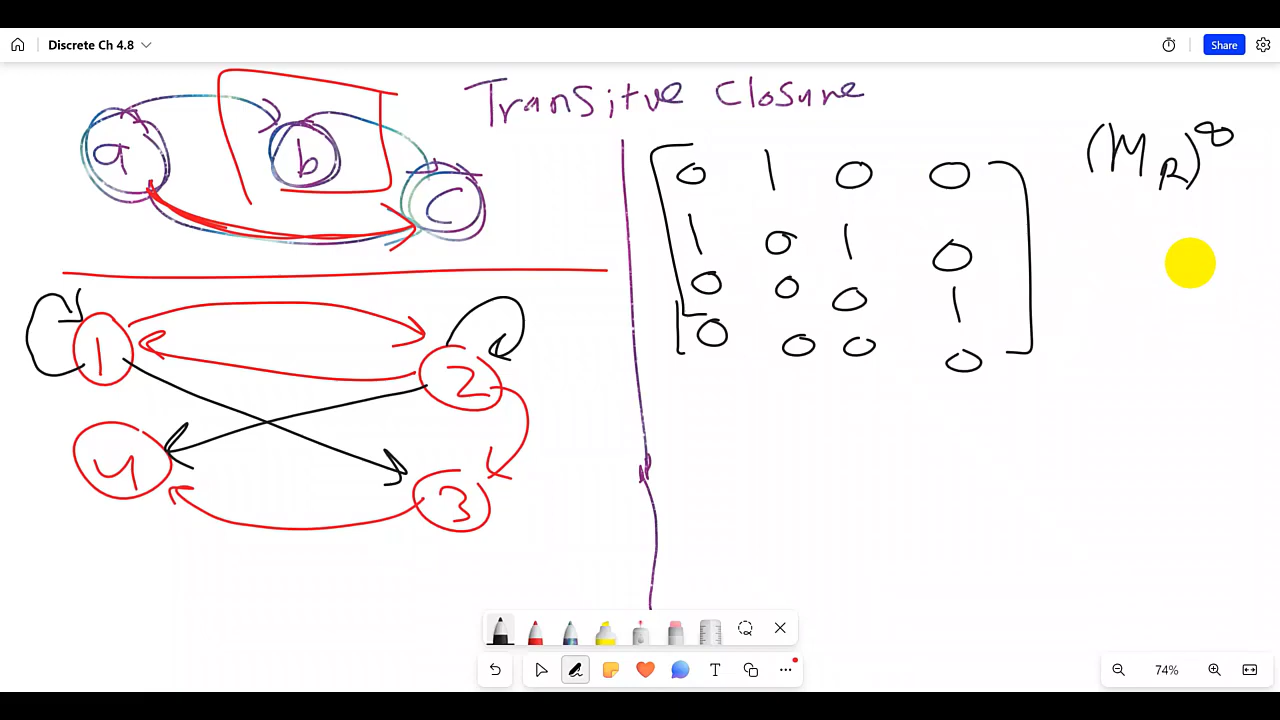 Discrete Ch 4.8
Share
Transitve Closure
a
b
c
0 1 0 0
1 0 1 0
0 0 0 1
0 0 0 0
(M_R)^∞
1
2
4
3
T
74%